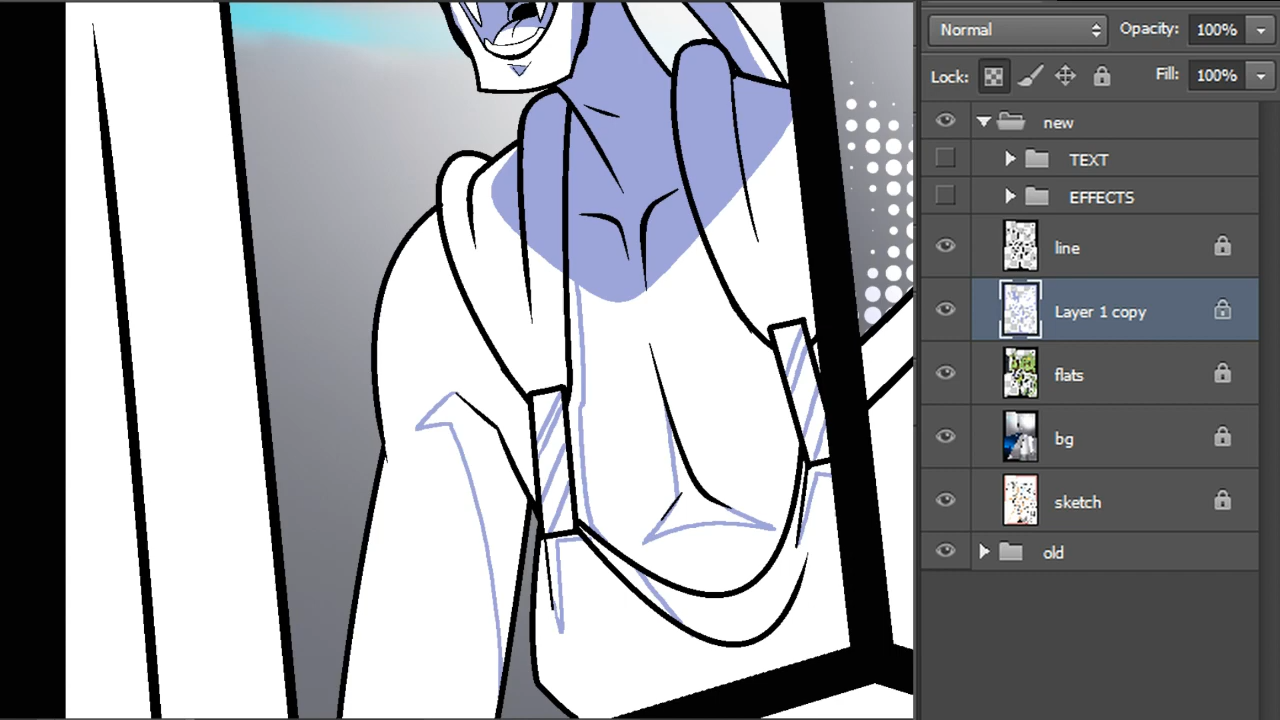 Normal Opacity: 100%
Lock: Fill: 100%
new
TEXT
EFFECTS
line
Layer 1 copy
flats
bg
sketch
old